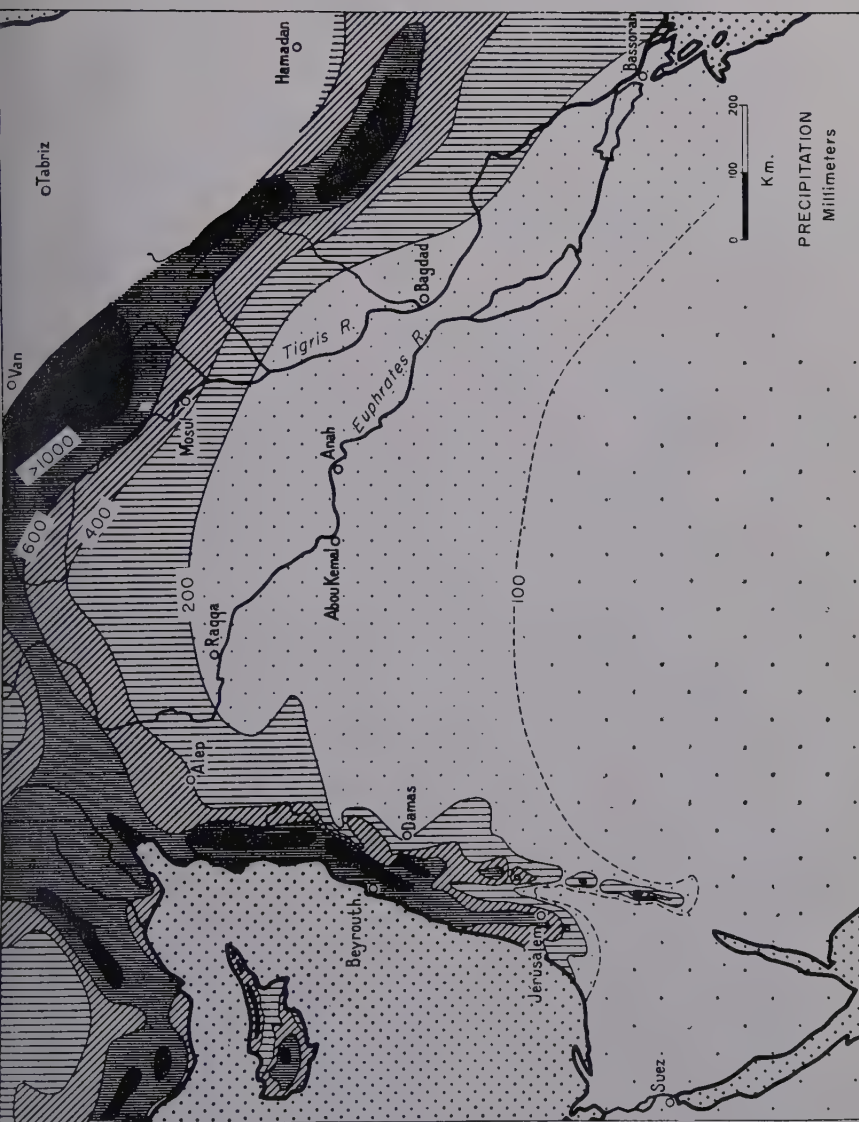 Van
Tabriz
Hamadan
>1000
600
400
200
Mosul
Tigris R.
Bagdad
Euphrates R.
Anah
Abou Kemal
Raqqa
Alep
Damas
Beyrouth
Jerusalem
Suez
100
Bassorah
0 100 200
Km.
PRECIPITATION
Millimeters